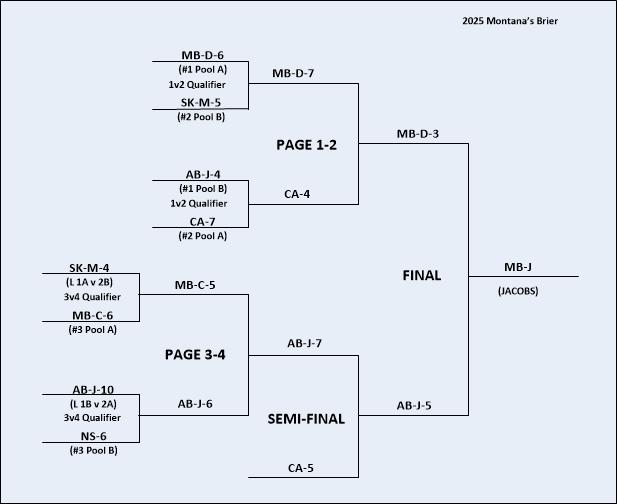 2025 Montana's Brier
MB-D-6
(#1 Pool A)
1v2 Qualifier
SK-M-5
(#2 Pool B)
MB-D-7
PAGE 1-2
MB-D-3
AB-J-4
(#1 Pool B)
1v2 Qualifier
CA-7
(#2 Pool A)
CA-4
FINAL
MB-J
(JACOBS)
SK-M-4
(L 1A v 2B)
3v4 Qualifier
MB-C-6
(#3 Pool A)
MB-C-5
PAGE 3-4
AB-J-7
AB-J-10
(L 1B v 2A)
3v4 Qualifier
NS-6
(#3 Pool B)
AB-J-6
SEMI-FINAL
AB-J-5
CA-5